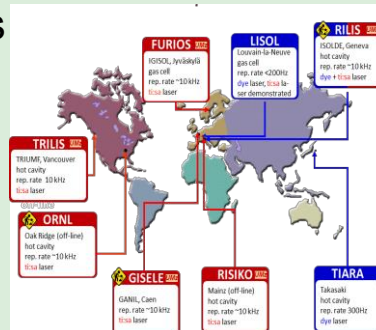 S
FURIOS
IGISOL, Jyväskylä
gas cell
rep. rate ~10 kHz
ti:sa laser
LISOL
Louvain-la-Neuve
gas cell
rep. rate <200Hz
dye laser, ti:sa la-
ser demonstrated
RILIS
ISOLDE, Geneva
hot cavity
rep. rate ~10 kHz
dye + ti:sa laser
TRILIS
TRIUMF, Vancouver
hot cavity
rep. rate 10 kHz
ti:sa laser
ORNL
Oak Ridge (off-line)
hot cavity
rep. rate ~10 kHz
ti:sa laser
GISELE
GANIL, Caen
rep. rate ~10 kHz
ti:sa laser
RISIKO
Mainz (off-line)
hot cavity
rep. rate ~10 kHz
ti:sa laser
TIARA
Takasaki
hot cavity
rep. rate 300Hz
dye laser